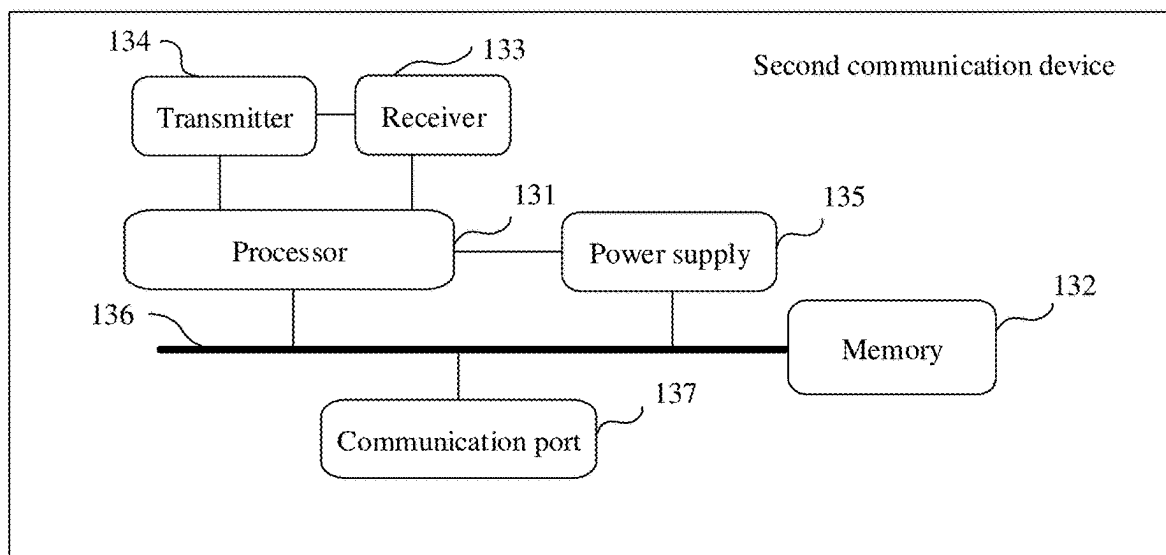 134
133
Second communication device
Transmitter
Receiver
131
135
Processor
Power supply
132
136
Memory
137
Communication port